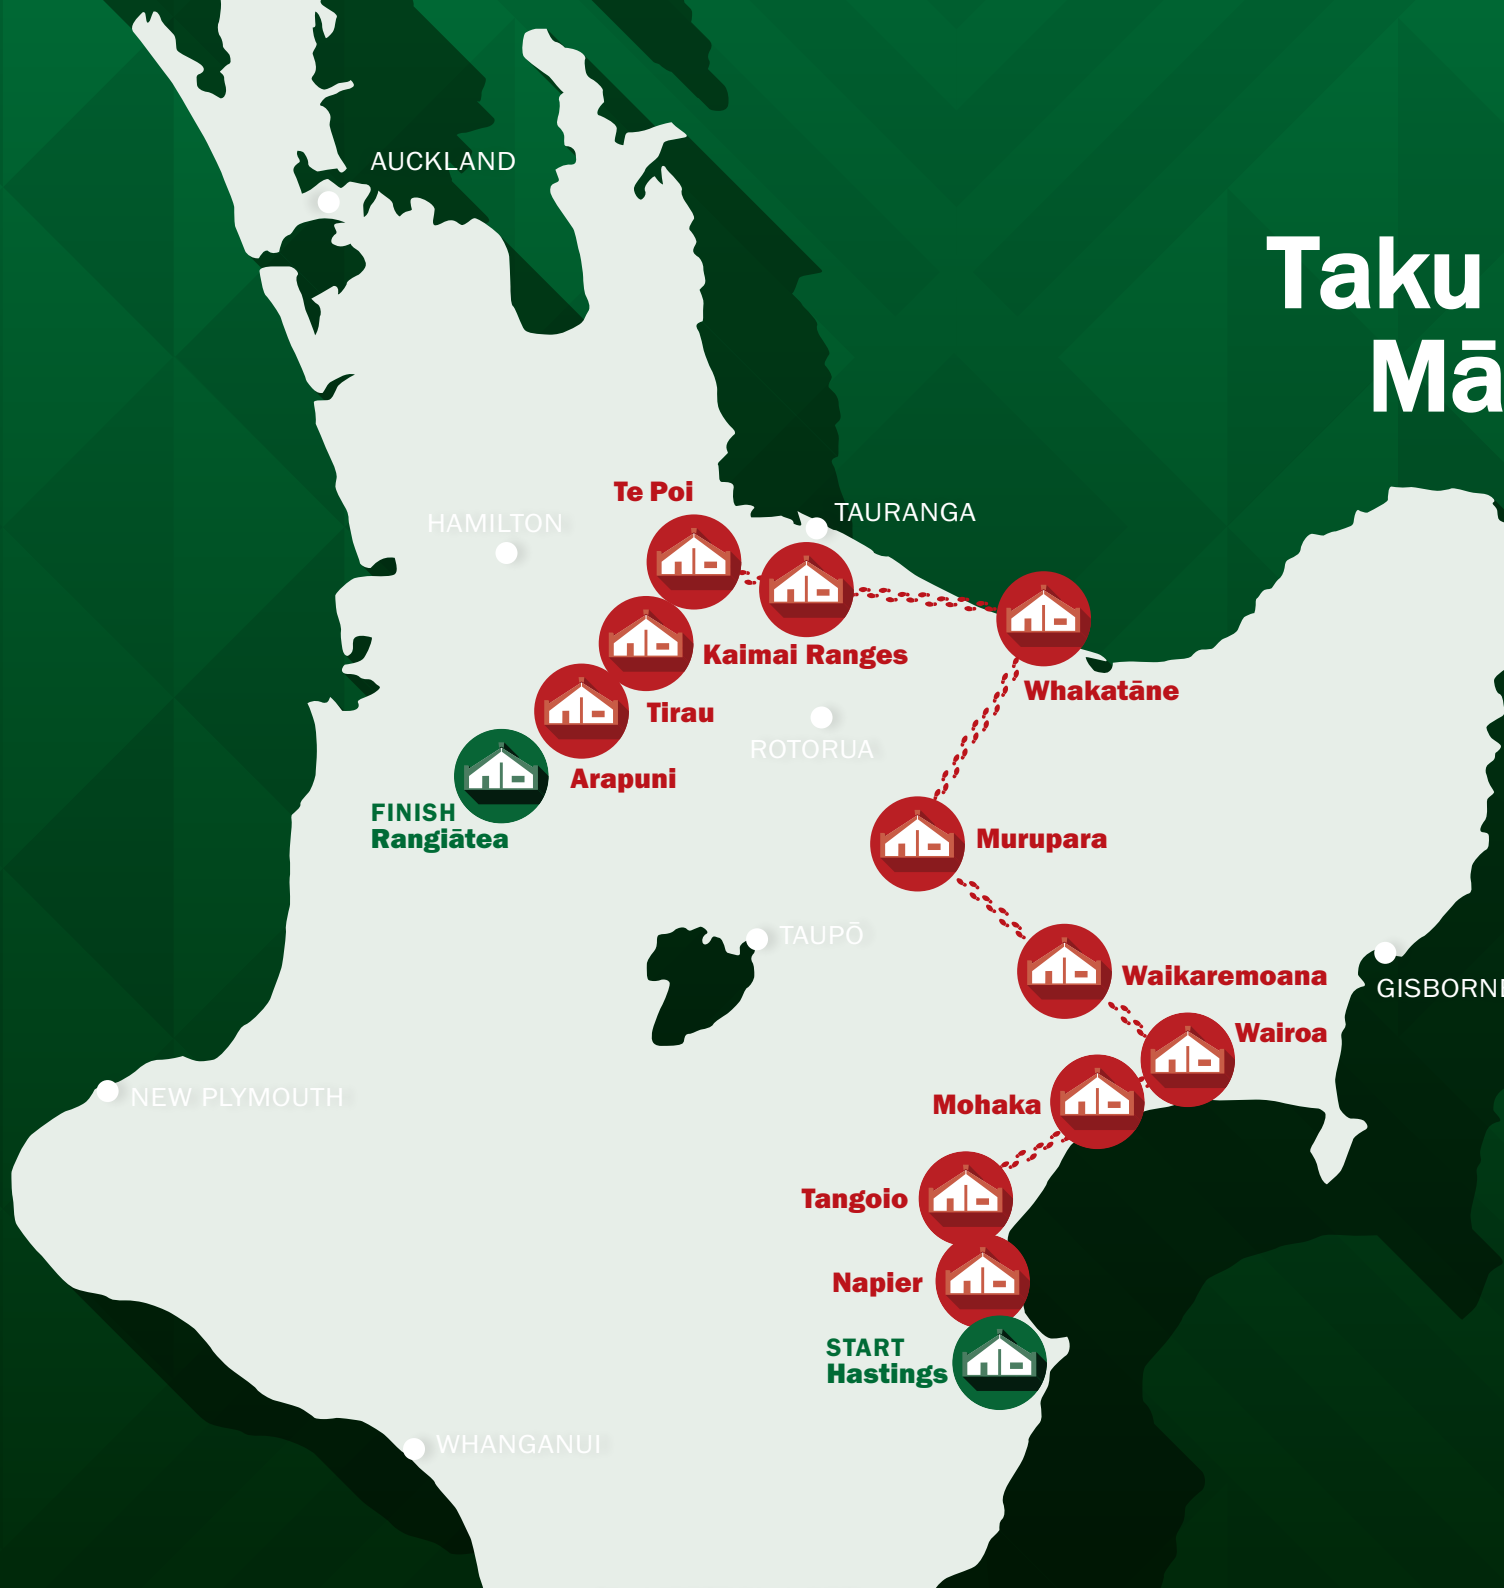 AUCKLAND
Taku
Mā
Te Poi
HAMILTON
TAURANGA
Kaimai Ranges
Whakatāne
Tirau
ROTORUA
Arapuni
FINISH
Rangiātea
Murupara
TAUPŌ
Waikaremoana
GISBORNE
Wairoa
NEW PLYMOUTH
Mohaka
Tangoio
Napier
START
Hastings
WHANGANUI